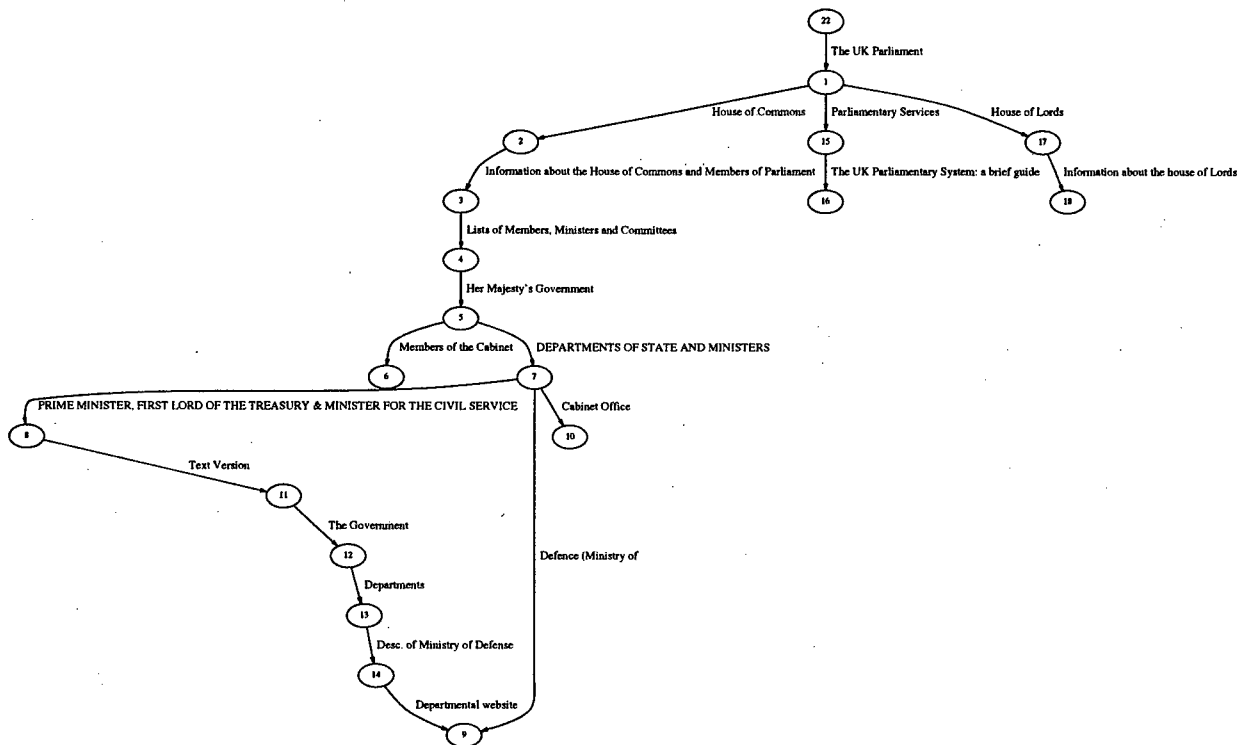 22
The UK Parliament
1
House of Commons
Parliamentary Services
House of Lords
2
15
17
Information about the House of Commons and Members of Parliament
The UK Parliamentary System: a brief guide
Information about the house of Lords
3
16
18
Lists of Members, Ministers and Committees
4
Her Majesty's Government
5
Members of the Cabinet
DEPARTMENTS OF STATE AND MINISTERS
6
7
PRIME MINISTER, FIRST LORD OF THE TREASURY & MINISTER FOR THE CIVIL SERVICE
Cabinet Office
8
10
Text Version
11
The Government
12
Defence (Ministry of
Departments
13
Desc. of Ministry of Defense
14
Departmental website
9